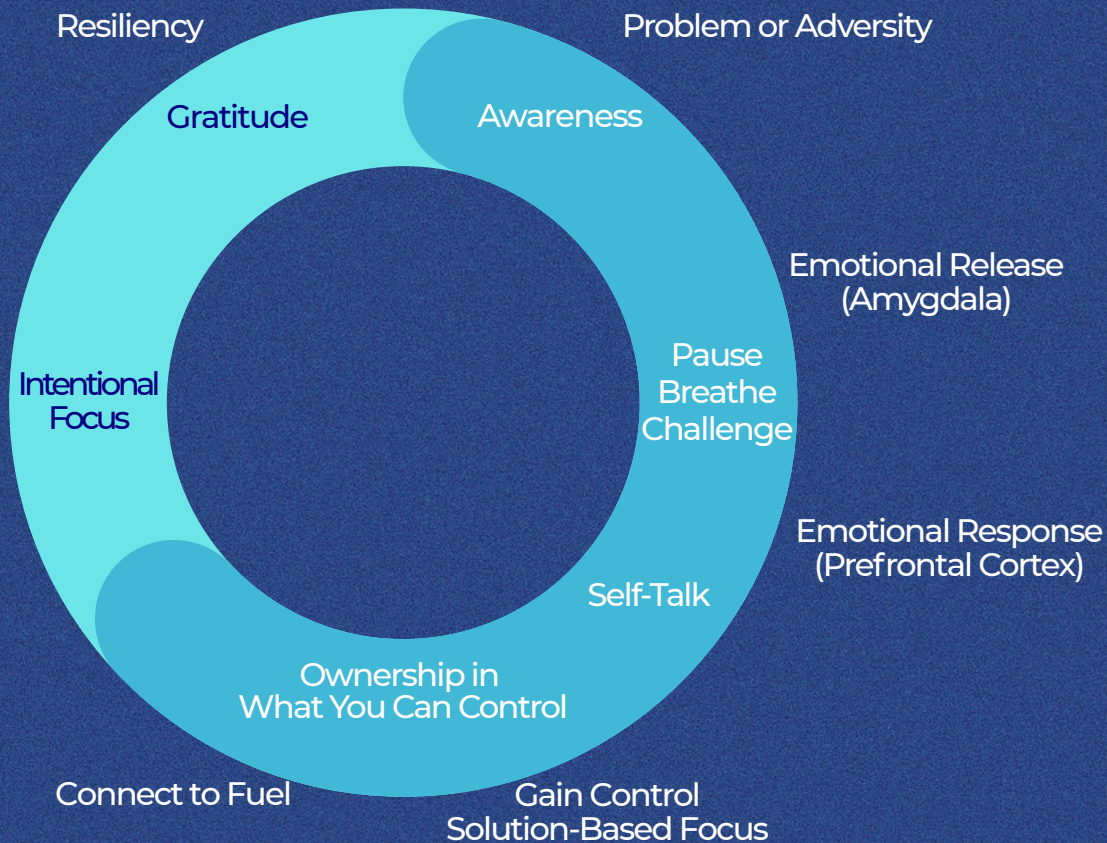 Resiliency
Problem or Adversity
Gratitude
Awareness
Emotional Release
(Amygdala)
Pause
Breathe
Challenge
Intentional
Focus
Emotional Response
(Prefrontal Cortex)
Self-Talk
Ownership in
What You Can Control
Connect to Fuel
Gain Control
Solution-Based Focus